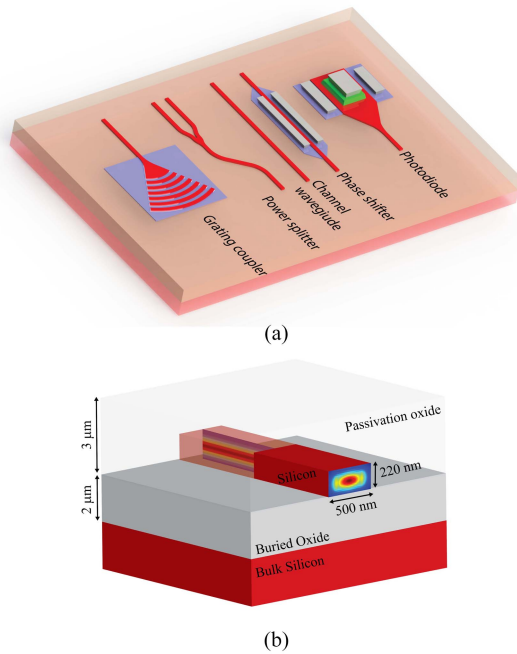 Grating coupler
Power splitter
Channel
wavegiude
Phase shifter
Photodiode
(a)
3 μm
Passivation oxide
Silicon
220 nm
2 μm
500 nm
Buried Oxide
Bulk Silicon
(b)